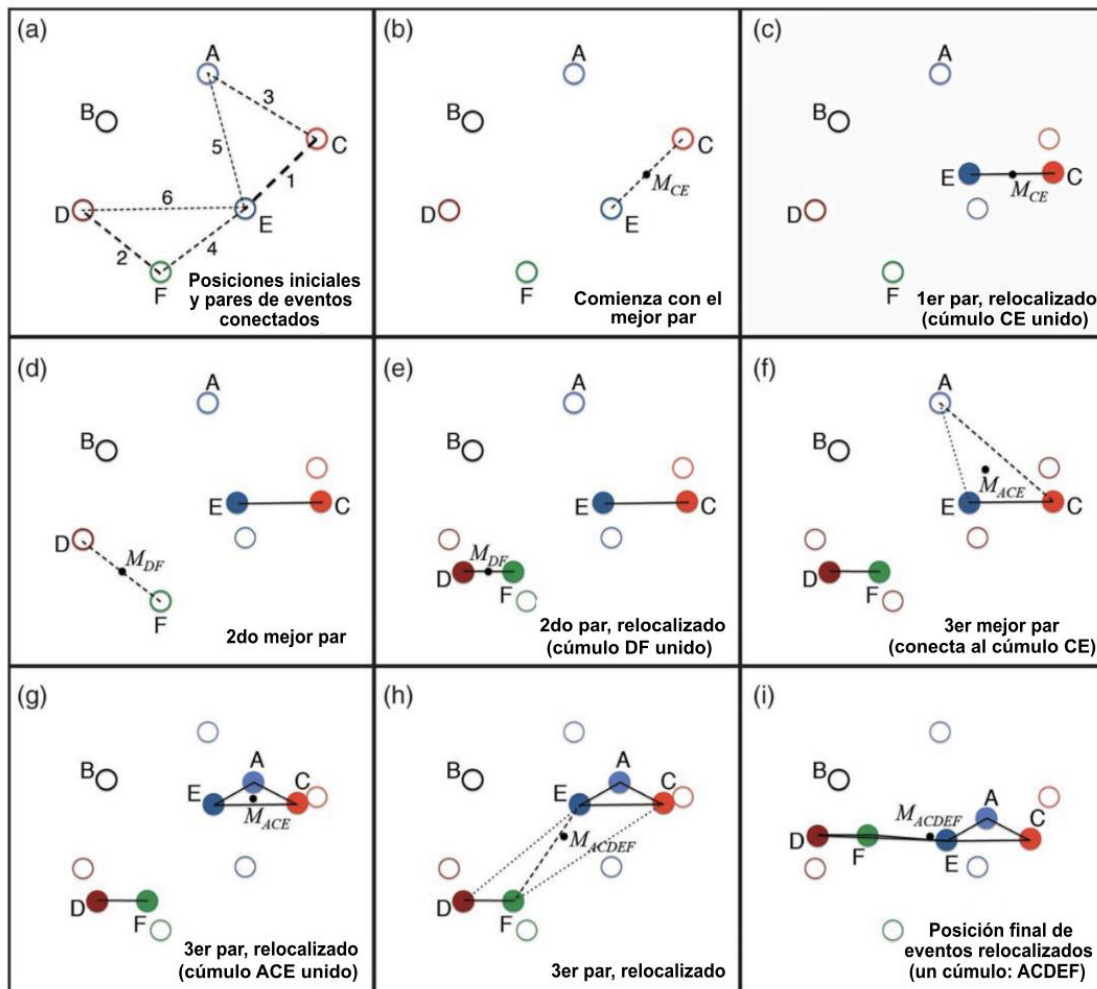 (a)
A
B
3
C
5
1
6
D
E
2
4
F
Posiciones iniciales
y pares de eventos
conectados
(b)
A
B
C
M_CE
D
E
F
Comienza con el
mejor par
(c)
A
B
E
C
M_CE
D
F
1er par, relocalizado
(cúmulo CE unido)
(d)
A
B
E
C
D
M_DF
F
2do mejor par
(e)
A
B
E
C
M_DF
D
F
2do par, relocalizado
(cúmulo DF unido)
(f)
A
B
M_ACE
E
C
D
F
3er mejor par
(conecta al cúmulo CE)
(g)
A
B
E
C
M_ACE
D
F
3er par, relocalizado
(cúmulo ACE unido)
(h)
A
B
E
C
M_ACDEF
D
F
3er par, relocalizado
(i)
B
A
M_ACDEF
C
D
F
E
Posición final de
eventos relocalizados
(un cúmulo: ACDEF)